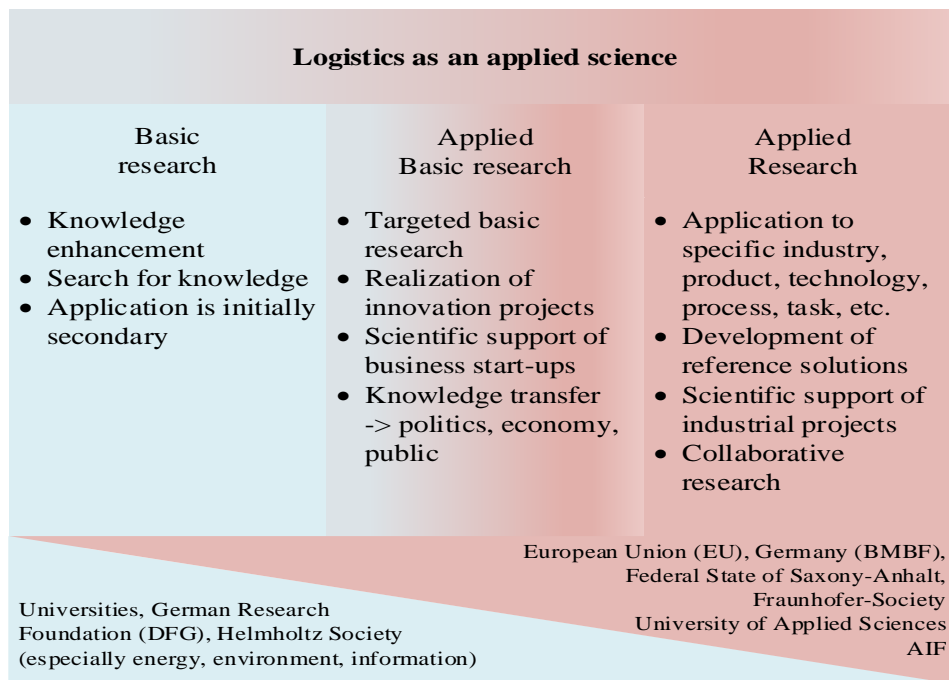 Logistics as an applied science
Basic
research
• Knowledge
enhancement
• Search for knowledge
• Application is initially
secondary
Applied
Basic research
• Targeted basic
research
• Realization of
innovation projects
• Scientific support of
business start-ups
• Knowledge transfer
-> politics, economy,
public
Applied
Research
• Application to
specific industry,
product, technology,
process, task, etc.
• Development of
reference solutions
• Scientific support of
industrial projects
• Collaborative
research
Universities, German Research
Foundation (DFG), Helmholtz Society
(especially energy, environment, information)
European Union (EU), Germany (BMBF),
Federal State of Saxony-Anhalt,
Fraunhofer-Society
University of Applied Sciences
AIF